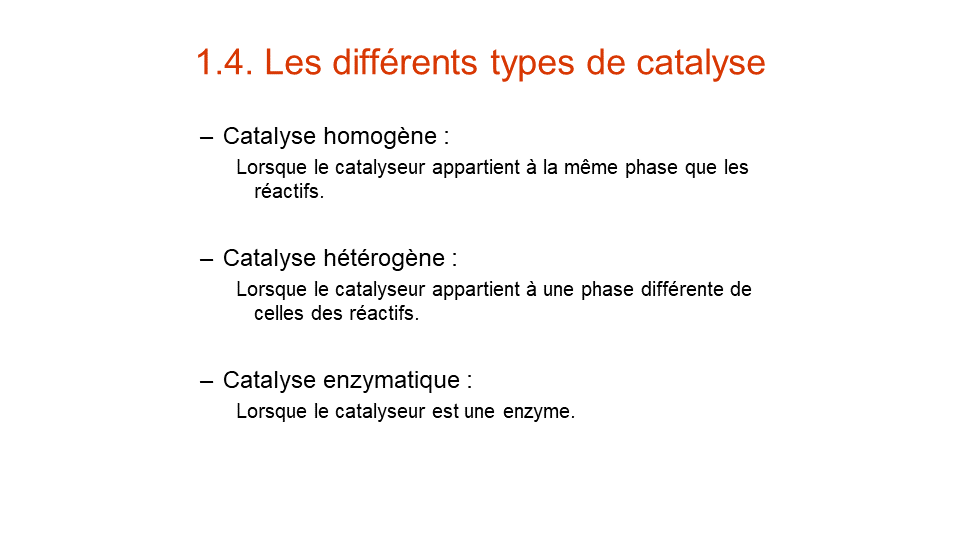 1.4. Les différents types de catalyse
– Catalyse homogène :
Lorsque le catalyseur appartient à la même phase que les
réactifs.
– Catalyse hétérogène :
Lorsque le catalyseur appartient à une phase différente de
celles des réactifs.
– Catalyse enzymatique :
Lorsque le catalyseur est une enzyme.